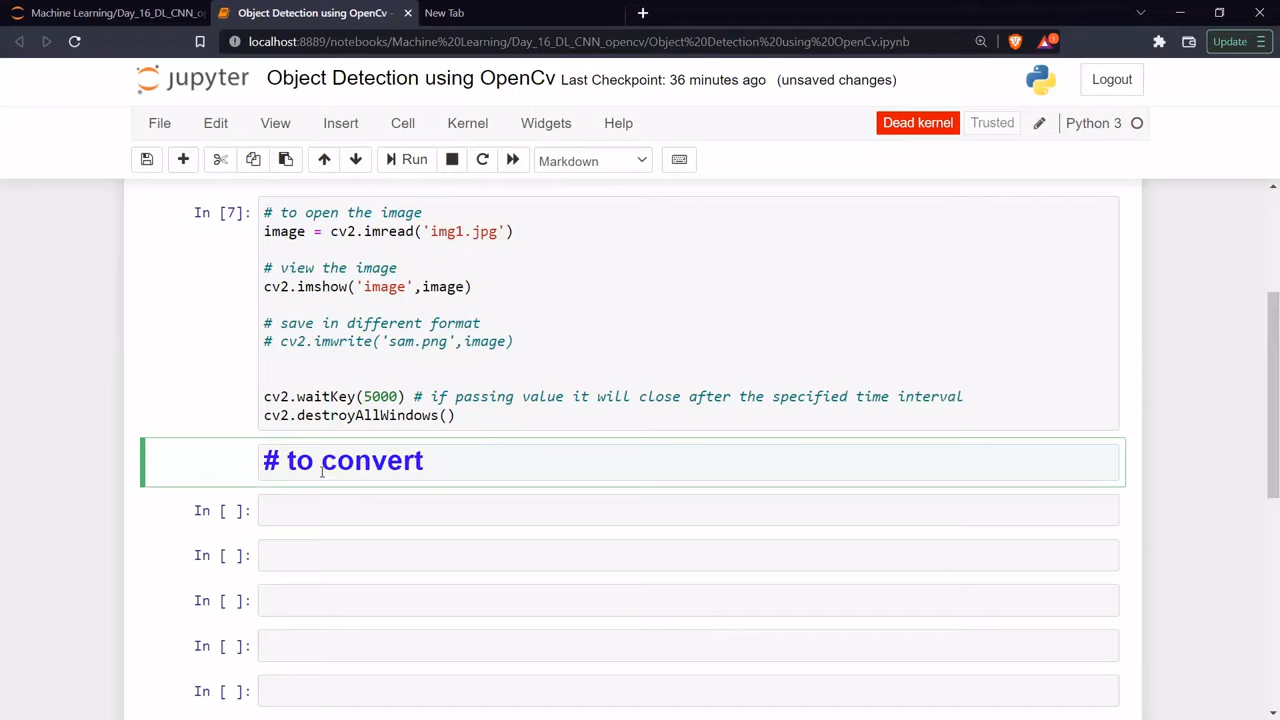 Machine Learning/Day_16_DL_CNN_op
Object Detection using OpenCv -
New Tab
localhost:8889/notebooks/Machine%20Learning/Day_16_DL_CNN_opencv/Object%20Detection%20using%20OpenCv.ipynb
1
Update
jupyter Object Detection using OpenCv Last Checkpoint: 36 minutes ago (unsaved changes)
Logout
File Edit View Insert Cell Kernel Widgets Help
Dead kernel Trusted Python 3
Run Markdown
In [7]: # to open the image
image = cv2.imread('img1.jpg')
# view the image
cv2.imshow('image',image)
# save in different format
# cv2.imwrite('sam.png',image)
cv2.waitKey(5000) # if passing value it will close after the specified time interval
cv2.destroyAllWindows()
# to convert
In [ ]:
In [ ]:
In [ ]:
In [ ]:
In [ ]: